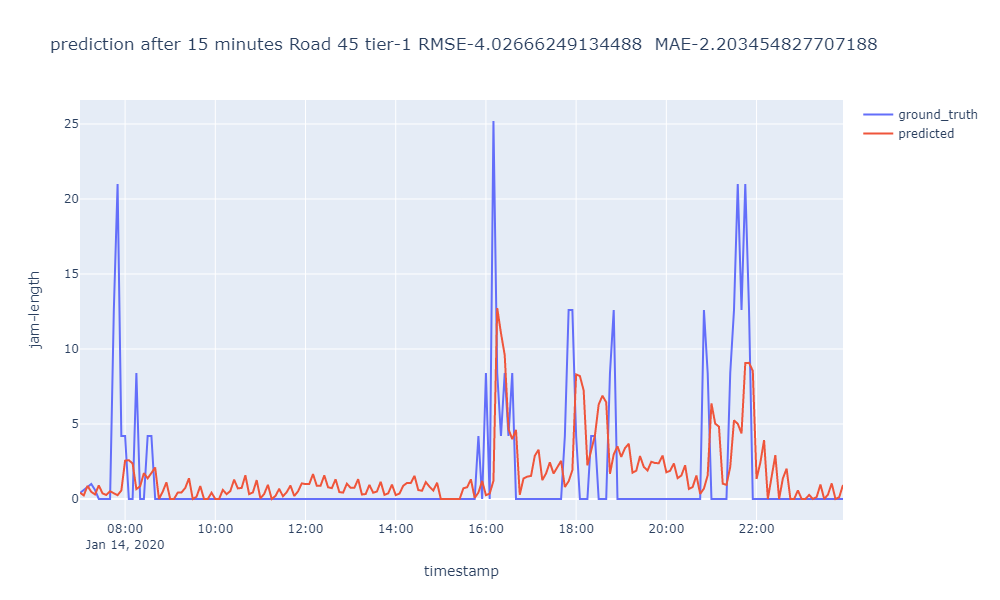 prediction after 15 minutes Road 45 tier-1 RMSE-4.02666249134488  MAE-2.203454827707188
ground_truth
predicted
25
20
15
10
5
0
jam-length
08:00 10:00 12:00 14:00 16:00 18:00 20:00 22:00
Jan 14, 2020
timestamp